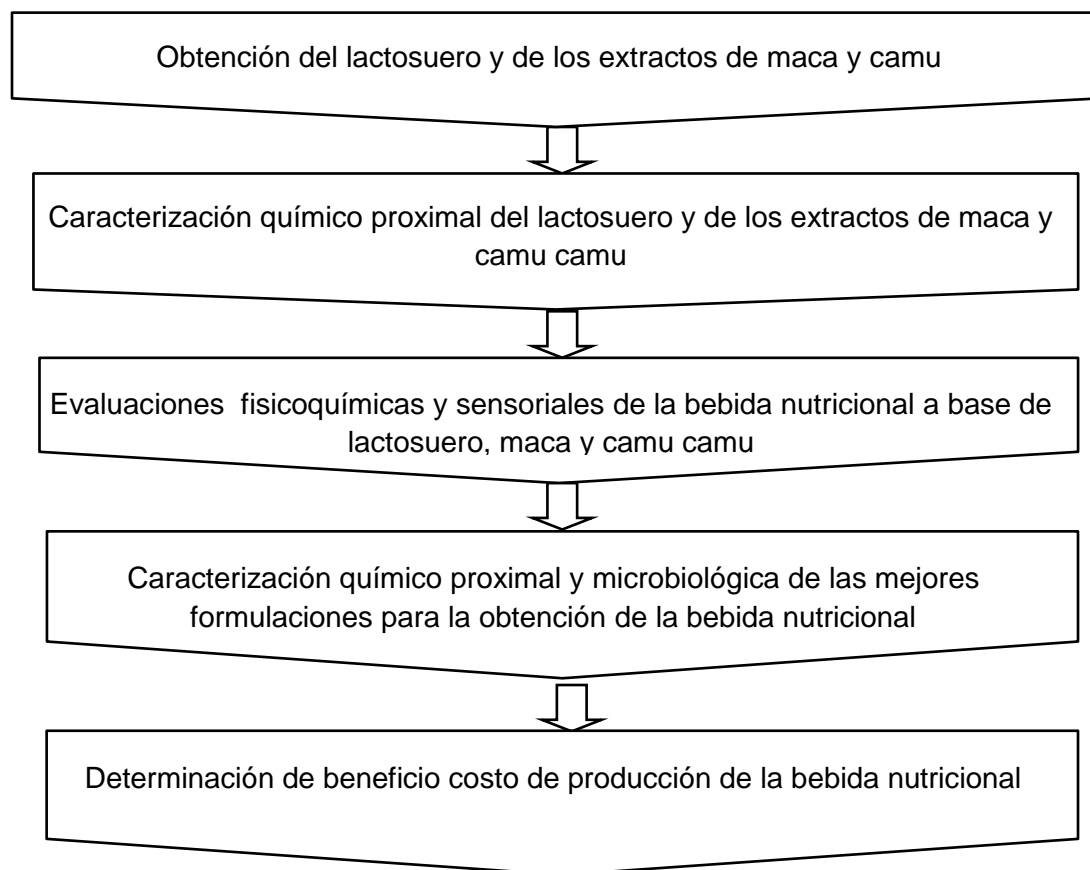 Obtención del lactosuero y de los extractos de maca y camu
Caracterización químico proximal del lactosuero y de los extractos de maca y
camu camu
Evaluaciones  fisicoquímicas y sensoriales de la bebida nutricional a base de
lactosuero, maca y camu camu
Caracterización químico proximal y microbiológica de las mejores
formulaciones para la obtención de la bebida nutricional
Determinación de beneficio costo de producción de la bebida nutricional